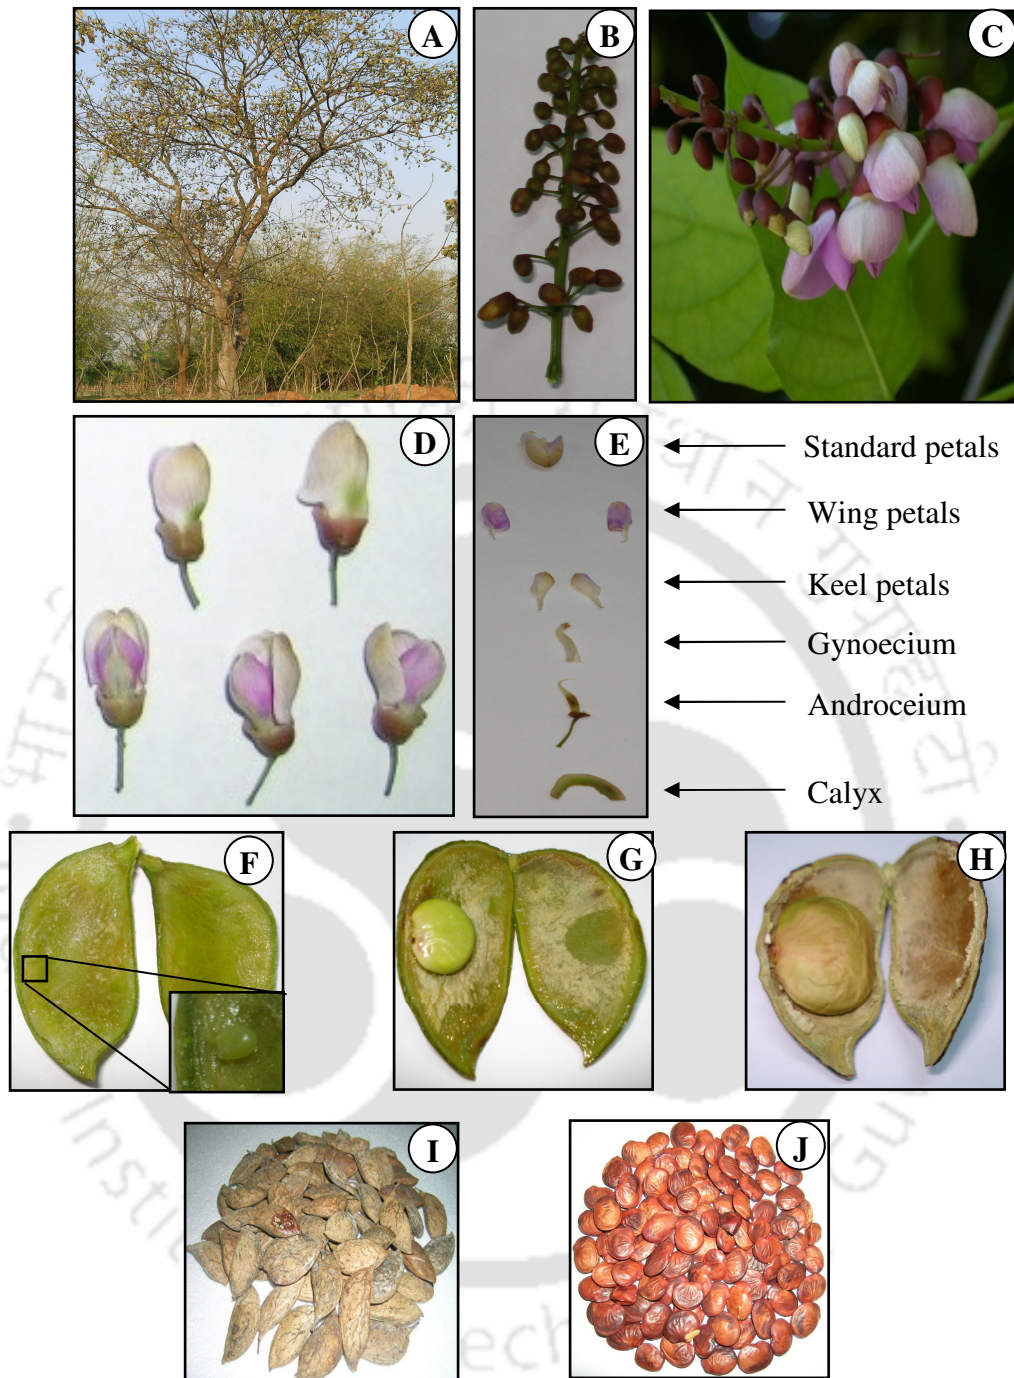 A
B
C
D
E
Standard petals
Wing petals
Keel petals
Gynoecium
Androceium
Calyx
F
G
H
I
J